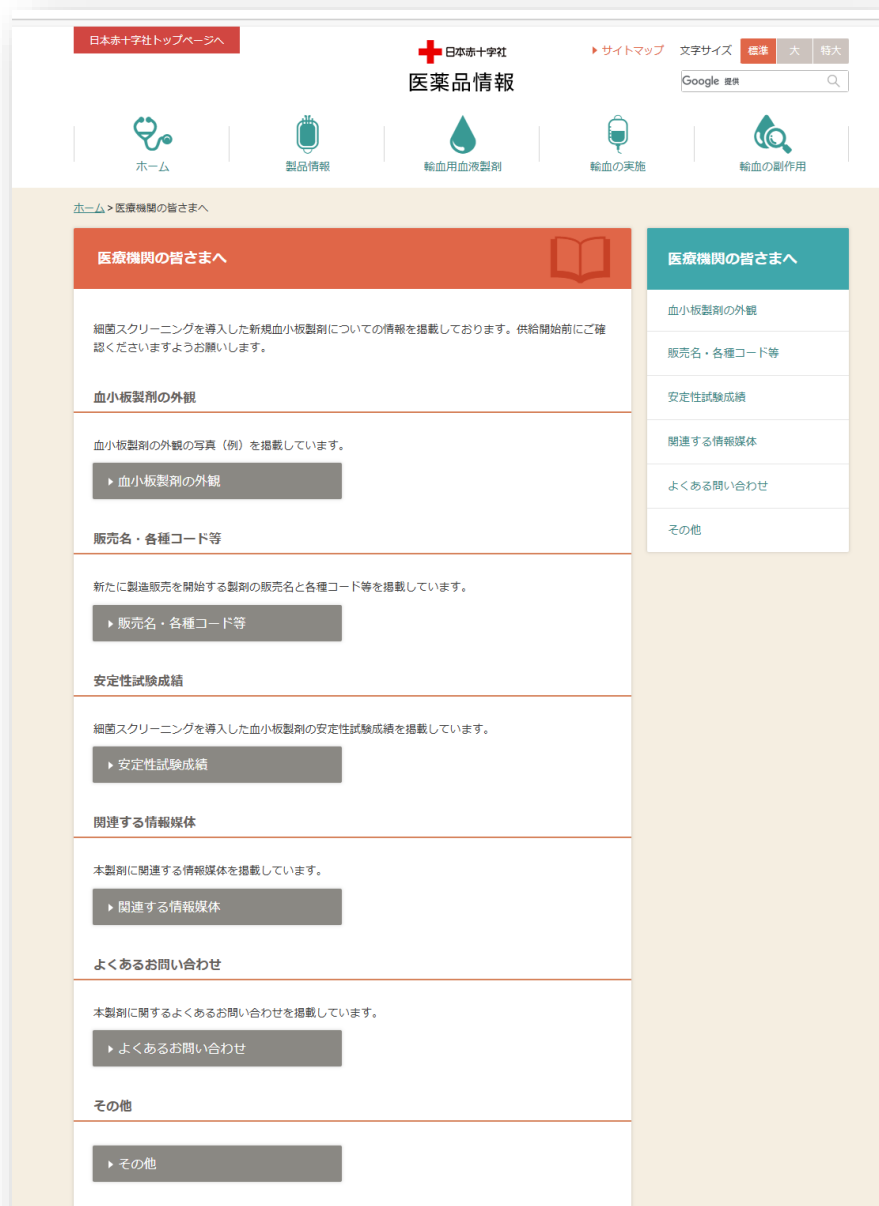 日本赤十字社トップページへ
日本赤十字社
医薬品情報
サイトマップ 文字サイズ 標準 大 特大
Google 提供
ホーム 製品情報 輸血用血液製剤 輸血の実施 輸血の副作用
ホーム > 医療機関の皆さまへ
医療機関の皆さまへ
細菌スクリーニングを導入した新規血小板製剤についての情報を掲載しております。供給開始前にご確
認くださいますようお願いします。
血小板製剤の外観
血小板製剤の外観の写真（例）を掲載しています。
血小板製剤の外観
販売名・各種コード等
新たに製造販売を開始する製剤の販売名と各種コード等を掲載しています。
販売名・各種コード等
安定性試験成績
細菌スクリーニングを導入した血小板製剤の安定性試験成績を掲載しています。
安定性試験成績
関連する情報媒体
本製剤に関連する情報媒体を掲載しています。
関連する情報媒体
よくあるお問い合わせ
本製剤に関するよくあるお問い合わせを掲載しています。
よくあるお問い合わせ
その他
その他
医療機関の皆さまへ
血小板製剤の外観
販売名・各種コード等
安定性試験成績
関連する情報媒体
よくある問い合わせ
その他